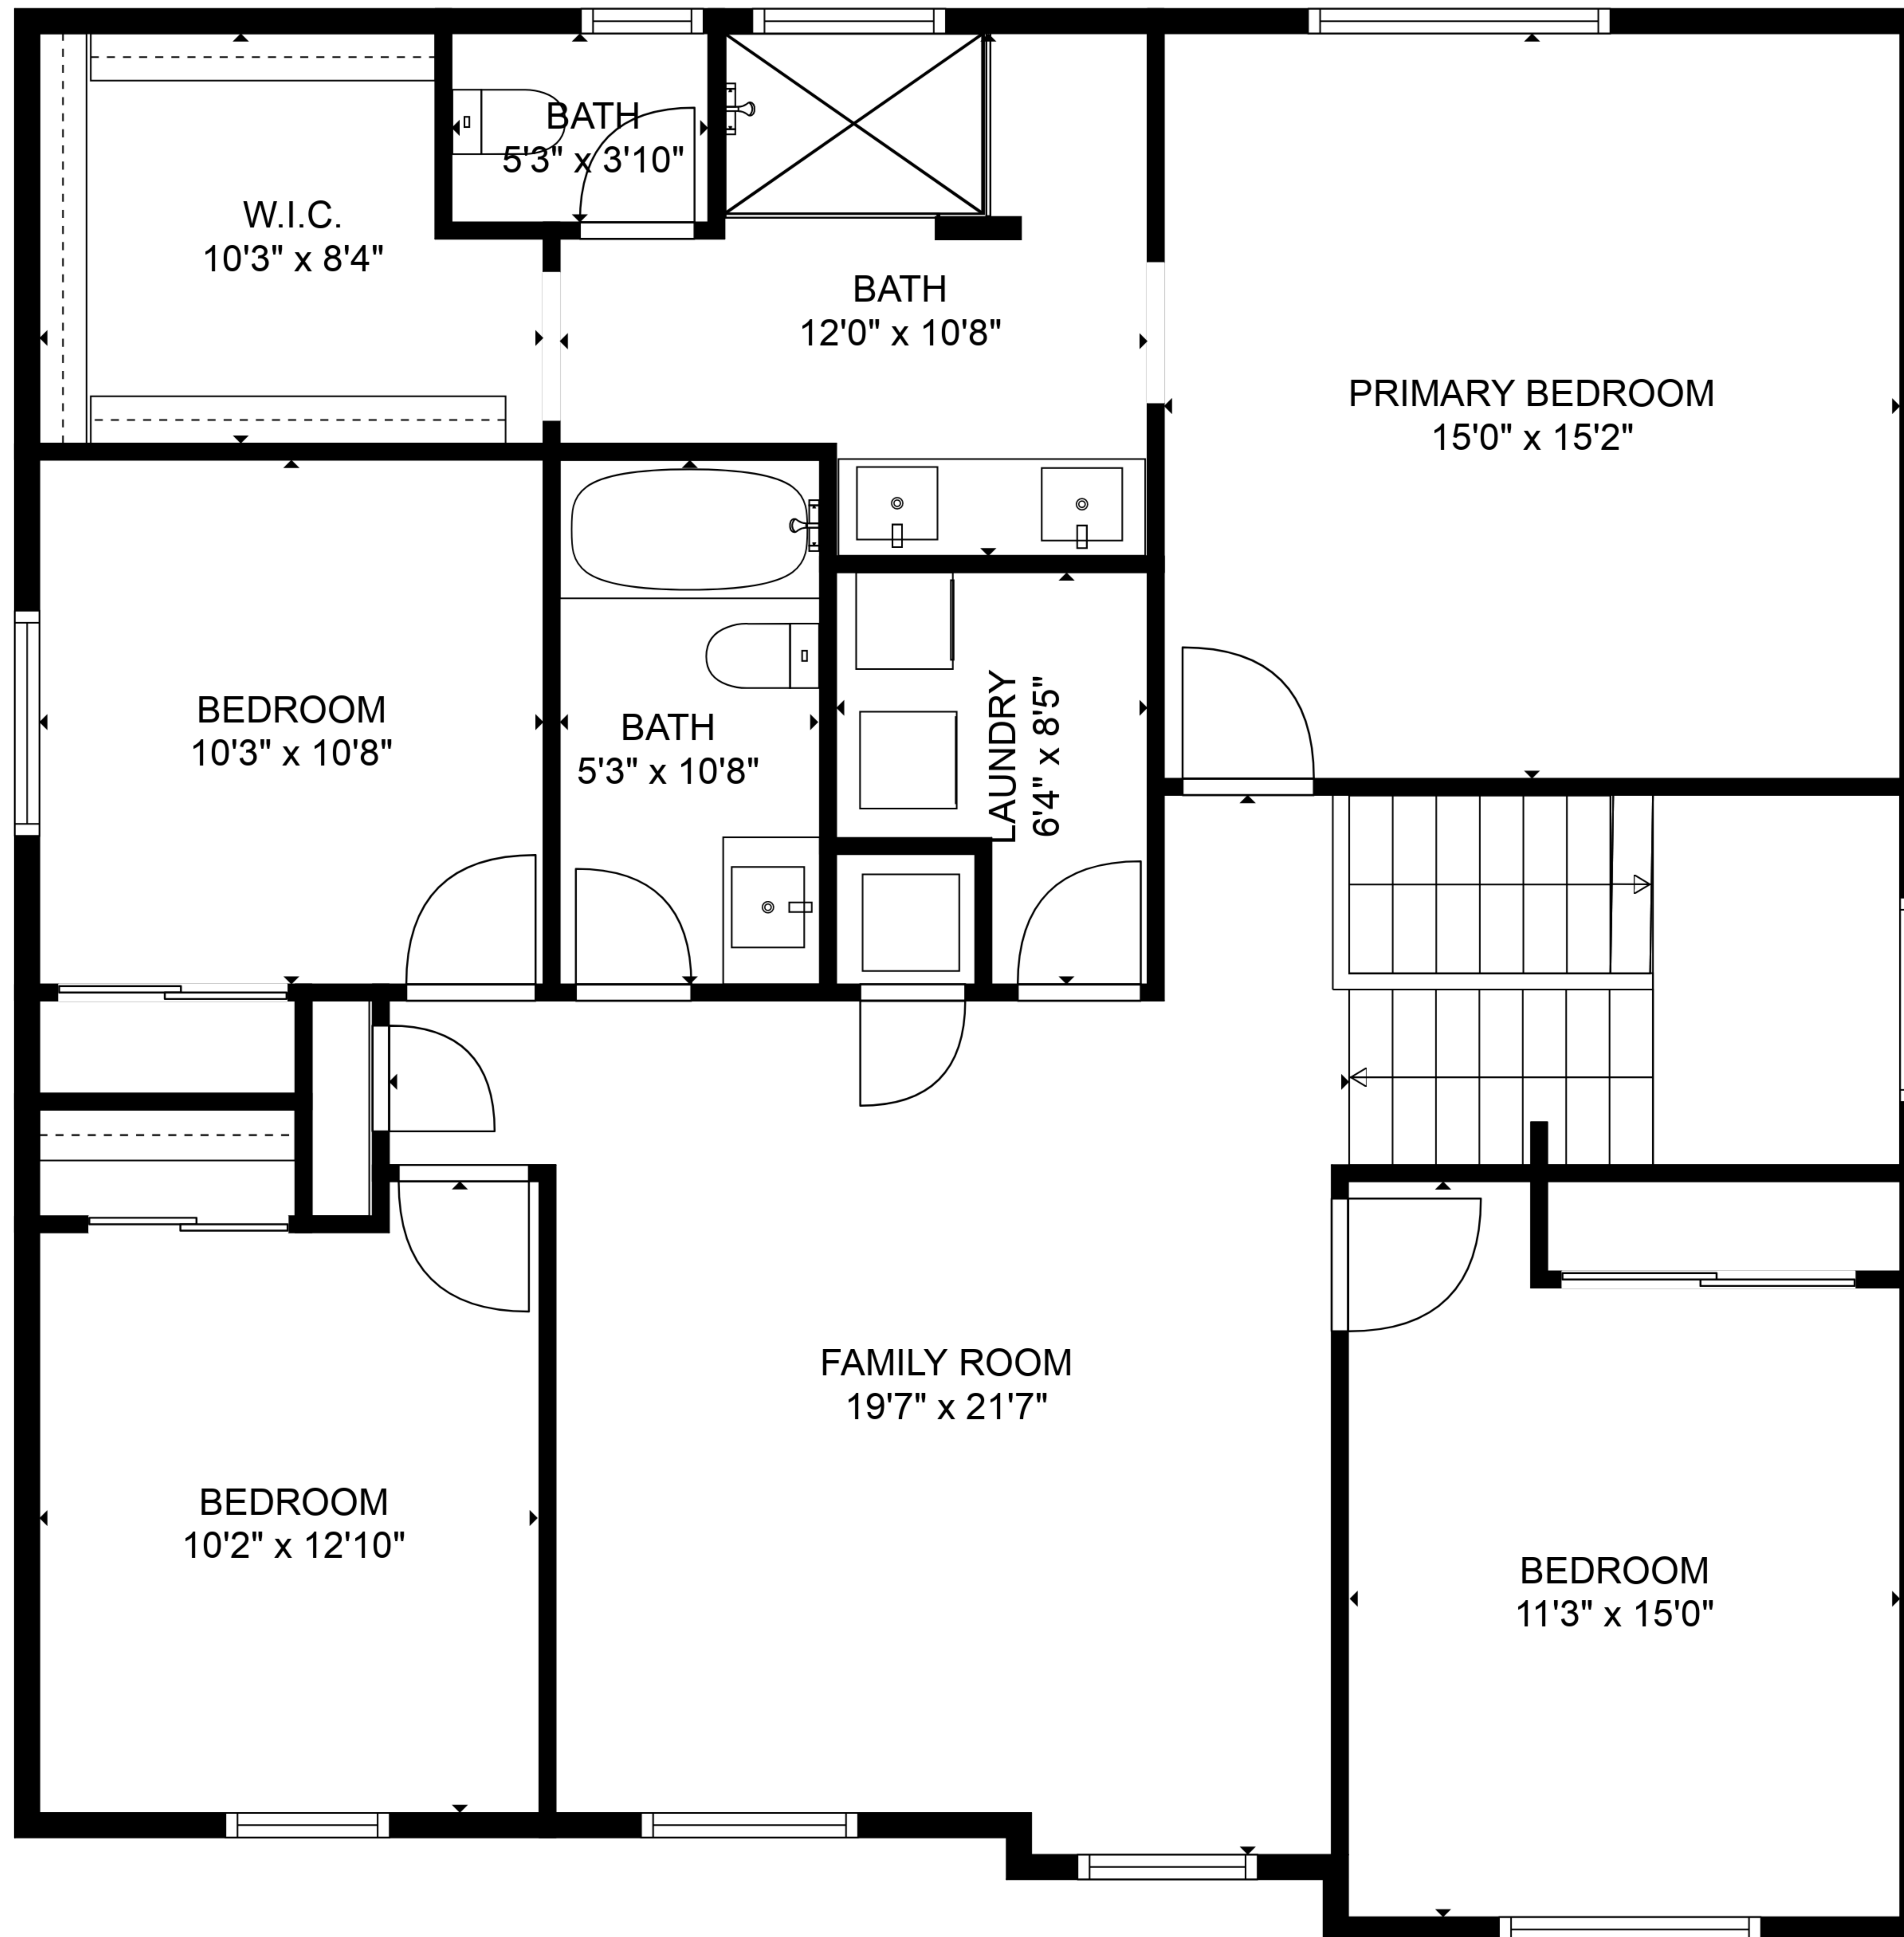 BATH
5'3" x 3'10"
W.I.C.
10'3" x 8'4"
BATH
12'0" x 10'8"
PRIMARY BEDROOM
15'0" x 15'2"
BEDROOM
10'3" x 10'8"
BATH
5'3" x 10'8"
LAUNDRY
6'4" x 8'5"
FAMILY ROOM
19'7" x 21'7"
BEDROOM
10'2" x 12'10"
BEDROOM
11'3" x 15'0"